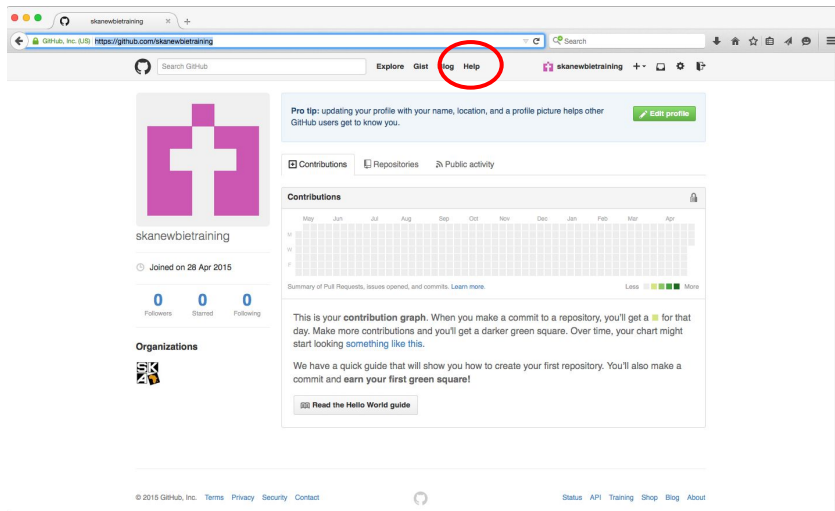 skanewbietraining
GitHub, Inc. (US) https://github.com/skanewbietraining
Search
Search GitHub
Explore Gist Blog Help
skanewbietraining
Pro tip: updating your profile with your name, location, and a profile picture helps other
GitHub users get to know you.
Edit profile
Contributions Repositories Public activity
Contributions
May Jun Jul Aug Sep Oct Nov Dec Jan Feb Mar Apr
M
W
F
Summary of Pull Requests, issues opened, and commits. Learn more.
Less More
skanewbietraining
Joined on 28 Apr 2015
0 0 0
Followers Starred Following
Organizations
SKA
This is your contribution graph. When you make a commit to a repository, you'll get a for that
day. Make more contributions and you'll get a darker green square. Over time, your chart might
start looking something like this.
We have a quick guide that will show you how to create your first repository. You'll also make a
commit and earn your first green square!
Read the Hello World guide
© 2015 GitHub, Inc. Terms Privacy Security Contact
Status API Training Shop Blog About